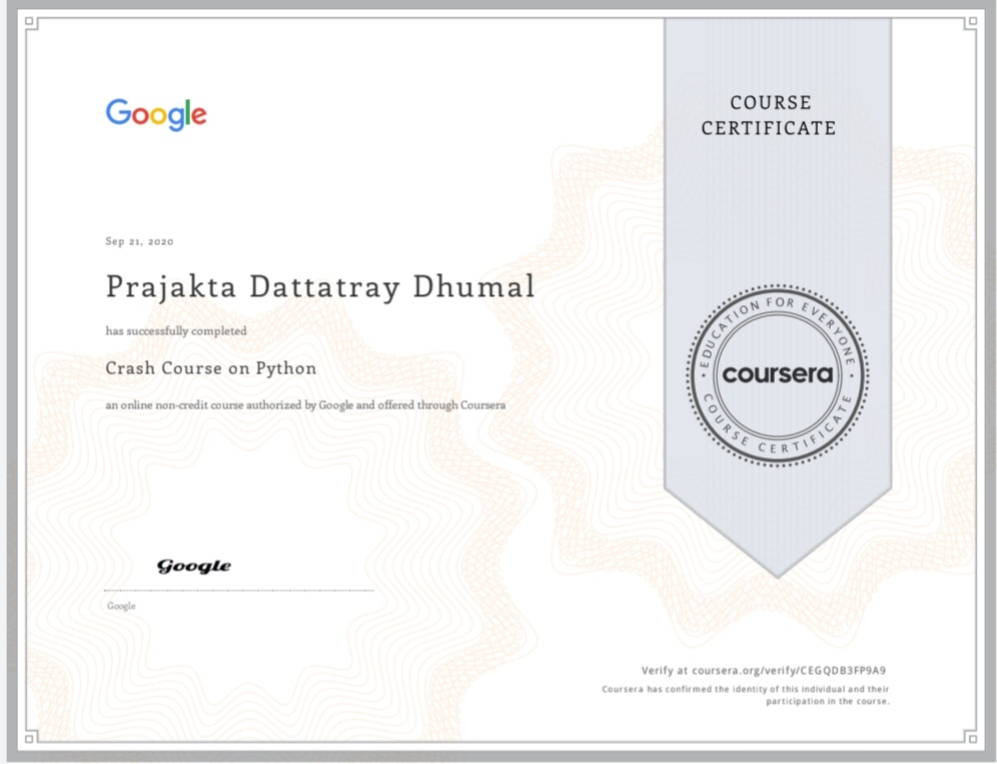 Google
COURSE
CERTIFICATE
Sep 21, 2020
Prajakta Dattatray Dhumal
has successfully completed
Crash Course on Python
an online non-credit course authorized by Google and offered through Coursera
EDUCATION FOR EVERYONE
coursera
COURSE CERTIFICATE
Google
Google
Verify at coursera.org/verify/CEGQDB3FP9A9
Coursera has confirmed the identity of this individual and their
participation in the course.